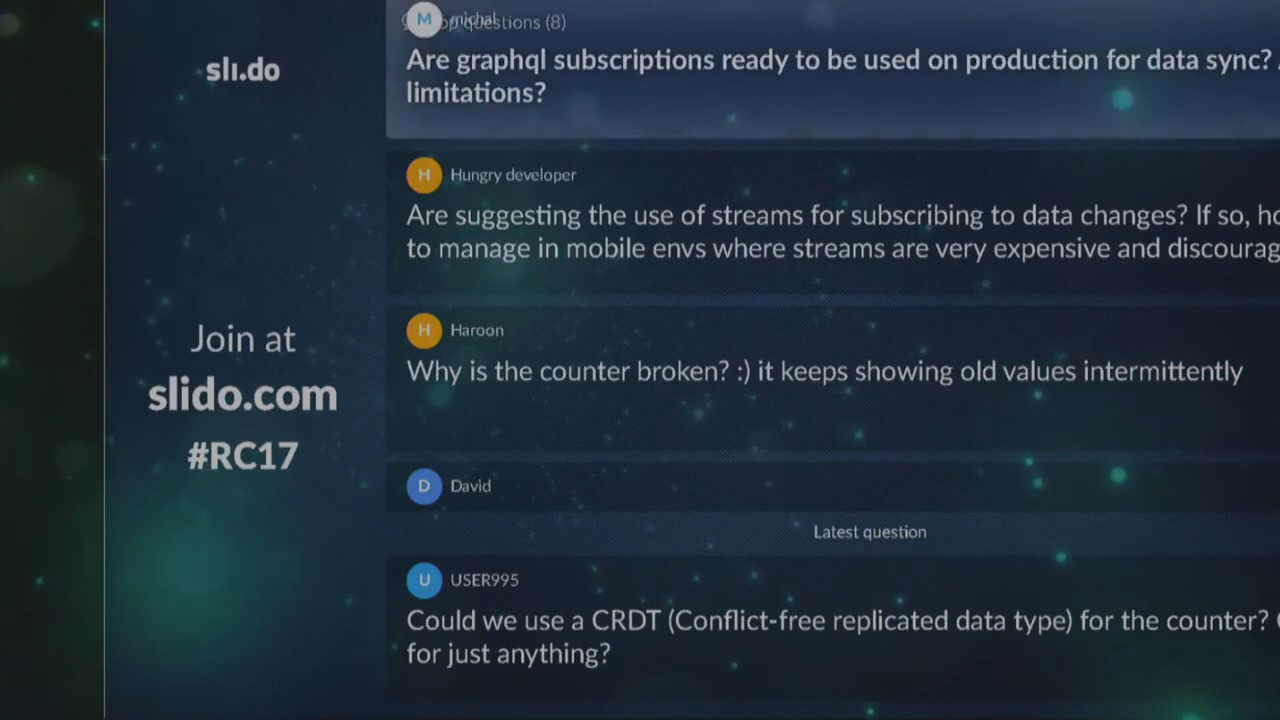 sli.do
Join at
slido.com
#RC17
M michal
questions (8)
Are graphql subscriptions ready to be used on production for data sync?
limitations?
H Hungry developer
Are suggesting the use of streams for subscribing to data changes? If so,
to manage in mobile envs where streams are very expensive and
H Haroon
Why is the counter broken? :) it keeps showing old values intermittently
D David
Latest question
U USER995
Could we use a CRDT (Conflict-free replicated data type) for the counter?
for just anything?